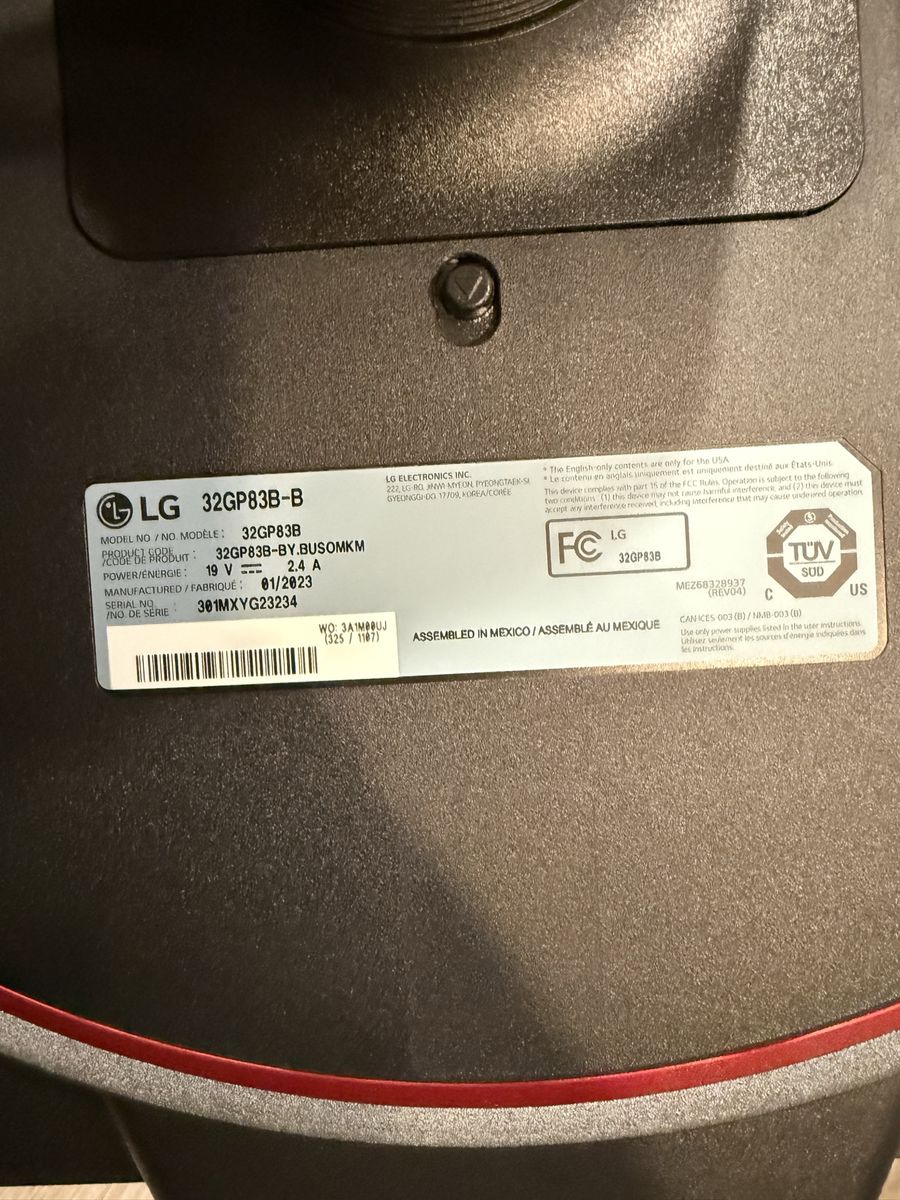 LG 32GP83B-B
MODEL NO / NO. MODÈLE : 32GP83B
PRODUCT CODE
/CODE DE PRODUIT : 32GP83B-BY.BUSOMKM
POWER/ÉNERGIE : 19 V 2.4 A
MANUFACTURED / FABRIQUÉ : 01/2023
SERIAL NO.
/NO. DE SÉRIE : 301MXYG23234
WO: 3A1M00UJ
(325 / 1107)
LG ELECTRONICS INC.
222, LG-RO, JINWI-MYEON, PYEONGTAEK-SI,
GYEONGGI-DO, 17709, KOREA/CORÉE
ASSEMBLED IN MEXICO / ASSEMBLÉ AU MEXIQUE
* The English-only contents are only for the USA.
* Le contenu en anglais uniquement est uniquement destiné aux États-Unis.
This device complies with part 15 of the FCC Rules. Operation is subject to the following
two conditions: (1) this device may not cause harmful interference, and (2) this device must
accept any interference received, including interference that may cause undesired operation.
FC LG
32GP83B
MEZ68328937
(REV04)
TÜV
SÜD
C US
CAN ICES-003(B) / NMB-003(B)
Use only power supplies listed in the user instructions.
Utilisez seulement les sources d'énergie indiquées dans
les instructions.